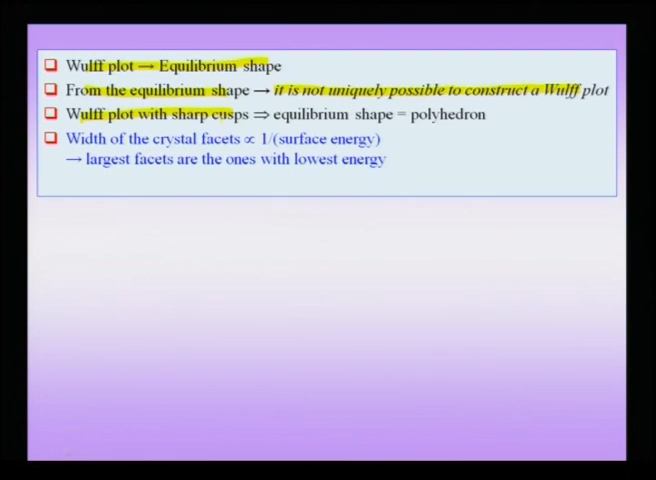 ❑ Wulff plot → Equilibrium shape
❑ From the equilibrium shape → it is not uniquely possible to construct a Wulff plot
❑ Wulff plot with sharp cusps ⇒ equilibrium shape = polyhedron
❑ Width of the crystal facets ∝ 1/(surface energy)
→ largest facets are the ones with lowest energy